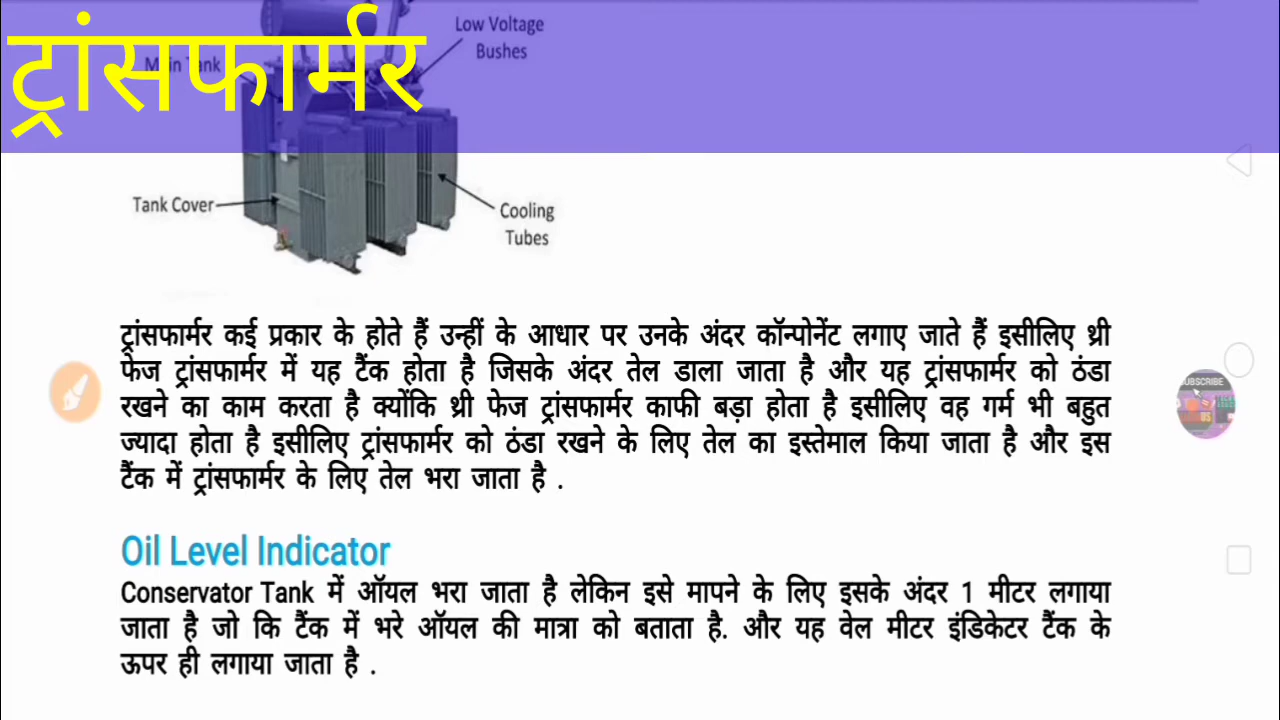 Low Voltage
Bushes
Main Tank
ट्रांसफार्मर
Tank Cover
Cooling
Tubes
ट्रांसफार्मर कई प्रकार के होते हैं उन्हीं के आधार पर उनके अंदर कॉम्पोनेंट लगाए जाते हैं इसीलिए थ्री
फेज ट्रांसफार्मर में यह टैंक होता है जिसके अंदर तेल डाला जाता है और यह ट्रांसफार्मर को ठंडा
रखने का काम करता है क्योंकि थ्री फेज ट्रांसफार्मर काफी बड़ा होता है इसीलिए वह गर्म भी बहुत
ज्यादा होता है इसीलिए ट्रांसफार्मर को ठंडा रखने के लिए तेल का इस्तेमाल किया जाता है और इस
टैंक में ट्रांसफार्मर के लिए तेल भरा जाता है .
Oil Level Indicator
Conservator Tank में ऑयल भरा जाता है लेकिन इसे मापने के लिए इसके अंदर 1 मीटर लगाया
जाता है जो कि टैंक में भरे ऑयल की मात्रा को बताता है. और यह वेल मीटर इंडिकेटर टैंक के
ऊपर ही लगाया जाता है .
SUBSCRIBE